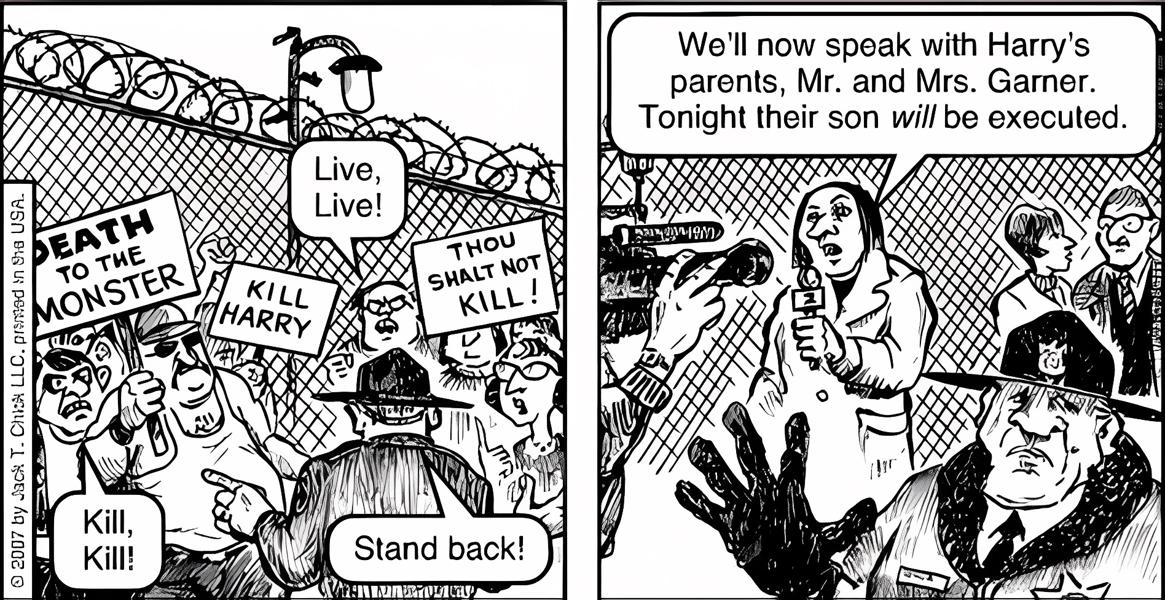 © 2007 by Jack T. Chick LLC. printed in the USA.
DEATH
TO THE
MONSTER
KILL
HARRY
Live,
Live!
THOU
SHALT NOT
KILL!
Kill,
Kill!
Stand back!
We'll now speak with Harry's
parents, Mr. and Mrs. Garner.
Tonight their son will be executed.
2